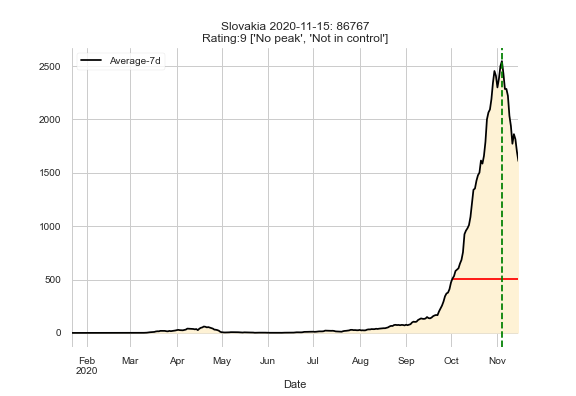 Slovakia 2020-11-15: 86767
Rating:9 ['No peak', 'Not in control']
Average-7d
2500
2000
1500
1000
500
0
Feb Mar Apr May Jun Jul Aug Sep Oct Nov
2020
Date